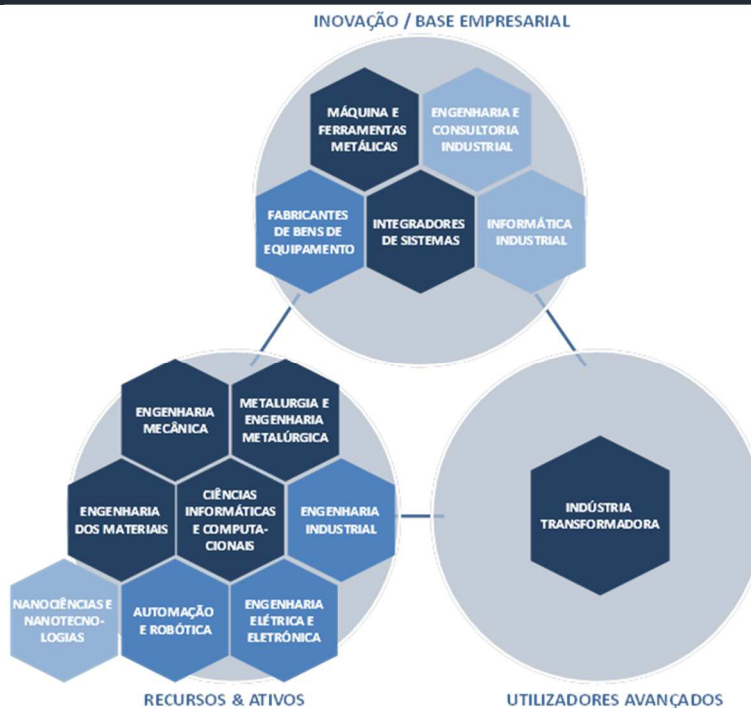 INOVAÇÃO / BASE EMPRESARIAL
MÁQUINA E
FERRAMENTAS
METÁLICAS
ENGENHARIA E
CONSULTORIA
INDUSTRIAL
FABRICANTES
DE BENS DE
EQUIPAMENTO
INTEGRADORES
DE SISTEMAS
INFORMÁTICA
INDUSTRIAL
ENGENHARIA
MECÂNICA
METALURGIA E
ENGENHARIA
METALÚRGICA
ENGENHARIA
DOS MATERIAIS
CIÊNCIAS
INFORMÁTICAS
E COMPUTA-
CIONAIS
ENGENHARIA
INDUSTRIAL
INDÚSTRIA
TRANSFORMADORA
NANOCIÊNCIAS E
NANOTECNO-
LOGIAS
AUTOMAÇÃO
E ROBÓTICA
ENGENHARIA
ELÉTRICA E
ELETRÓNICA
RECURSOS & ATIVOS
UTILIZADORES AVANÇADOS